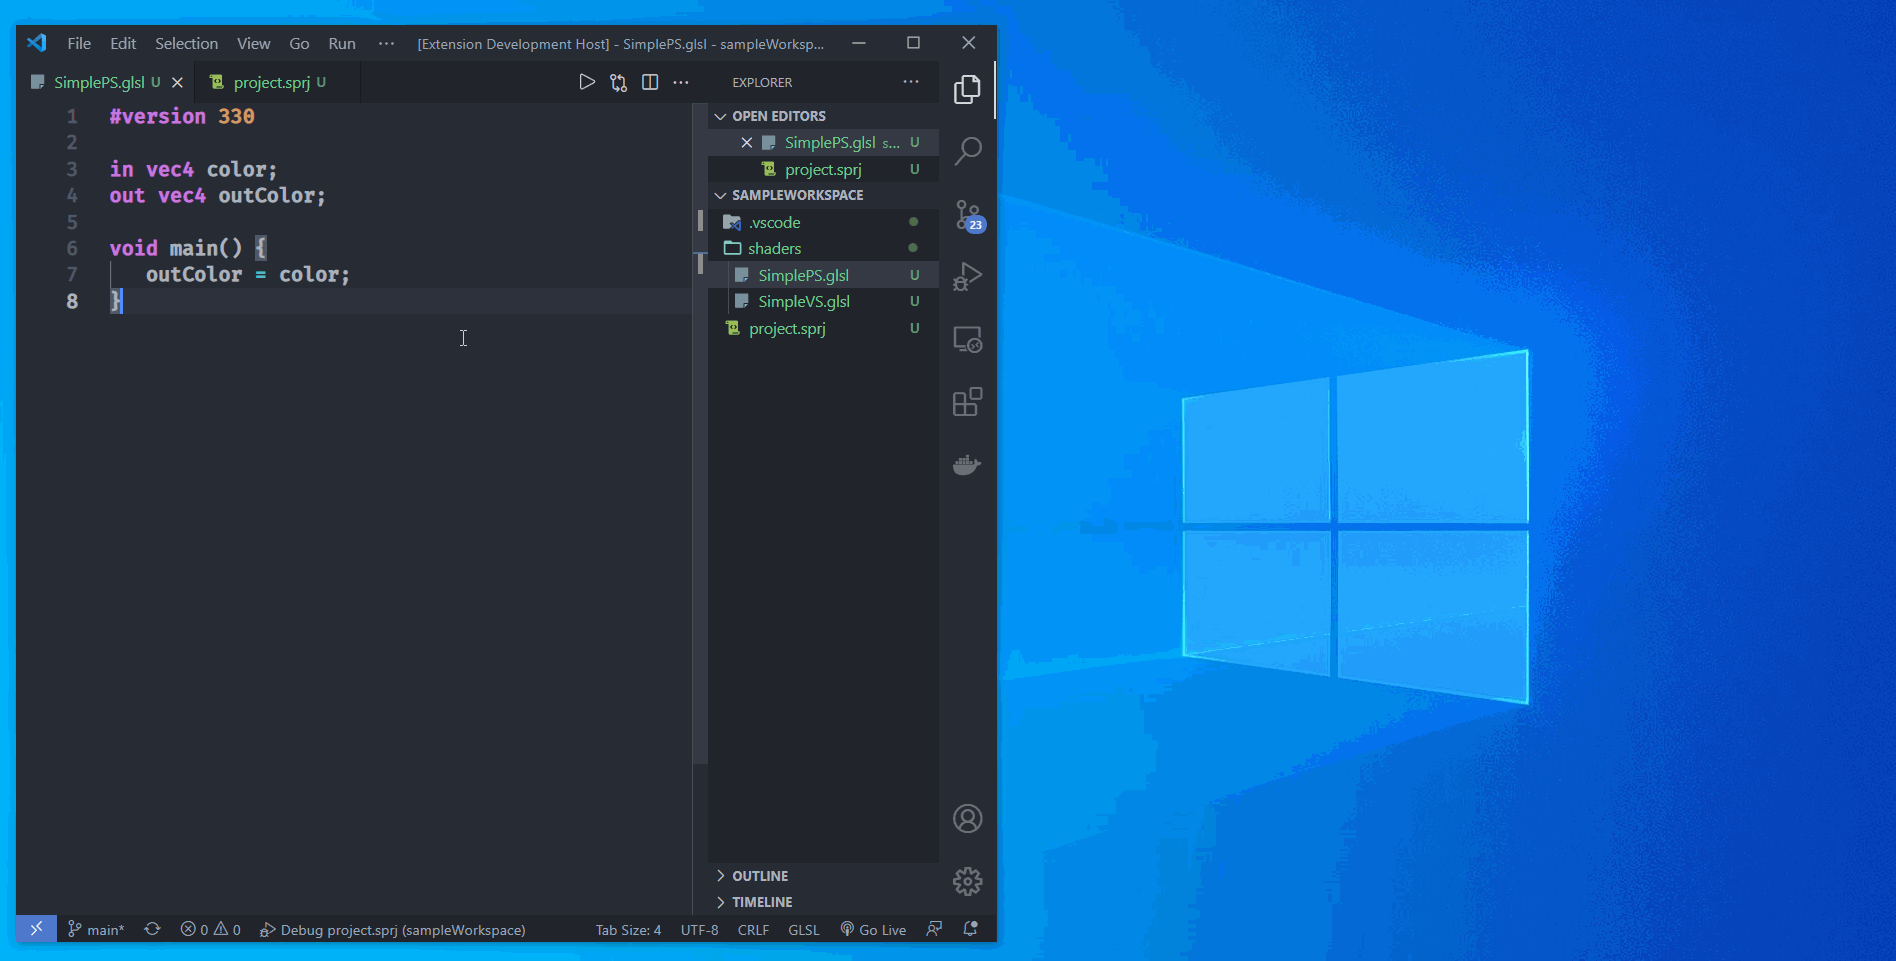 File Edit Selection View Go Run ··· [Extension Development Host] - SimplePS.glsl - sampleWorksp...
SimplePS.glsl U project.sprj U
1 #version 330
2
3 in vec4 color;
4 out vec4 outColor;
5
6 void main() {
7 outColor = color;
8 }
EXPLORER
OPEN EDITORS
SimplePS.glsl s... U
project.sprj U
SAMPLEWORKSPACE
.vscode
shaders
SimplePS.glsl U
SimpleVS.glsl U
project.sprj U
OUTLINE
TIMELINE
23
main* 0 0 Debug project.sprj (sampleWorkspace) Tab Size: 4 UTF-8 CRLF GLSL Go Live